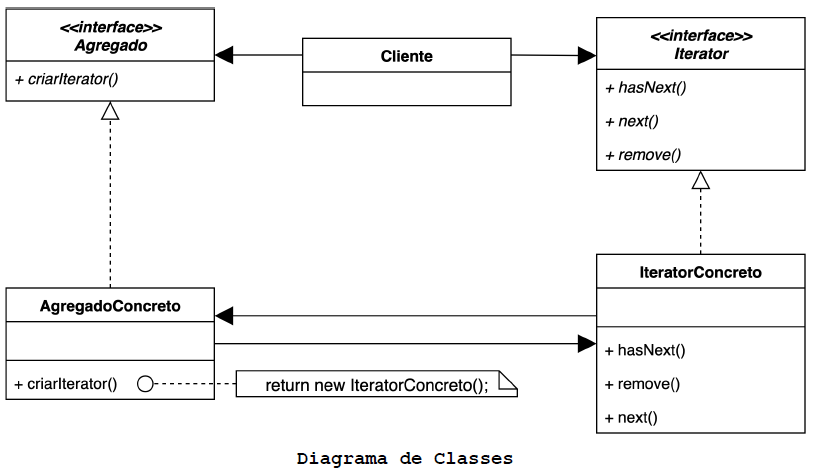 <<interface>>
Agregado
+ criarIterator()
Cliente
<<interface>>
Iterator
+ hasNext()
+ next()
+ remove()
AgregadoConcreto
+ criarIterator()
return new IteratorConcreto();
IteratorConcreto
+ hasNext()
+ remove()
+ next()
Diagrama de Classes